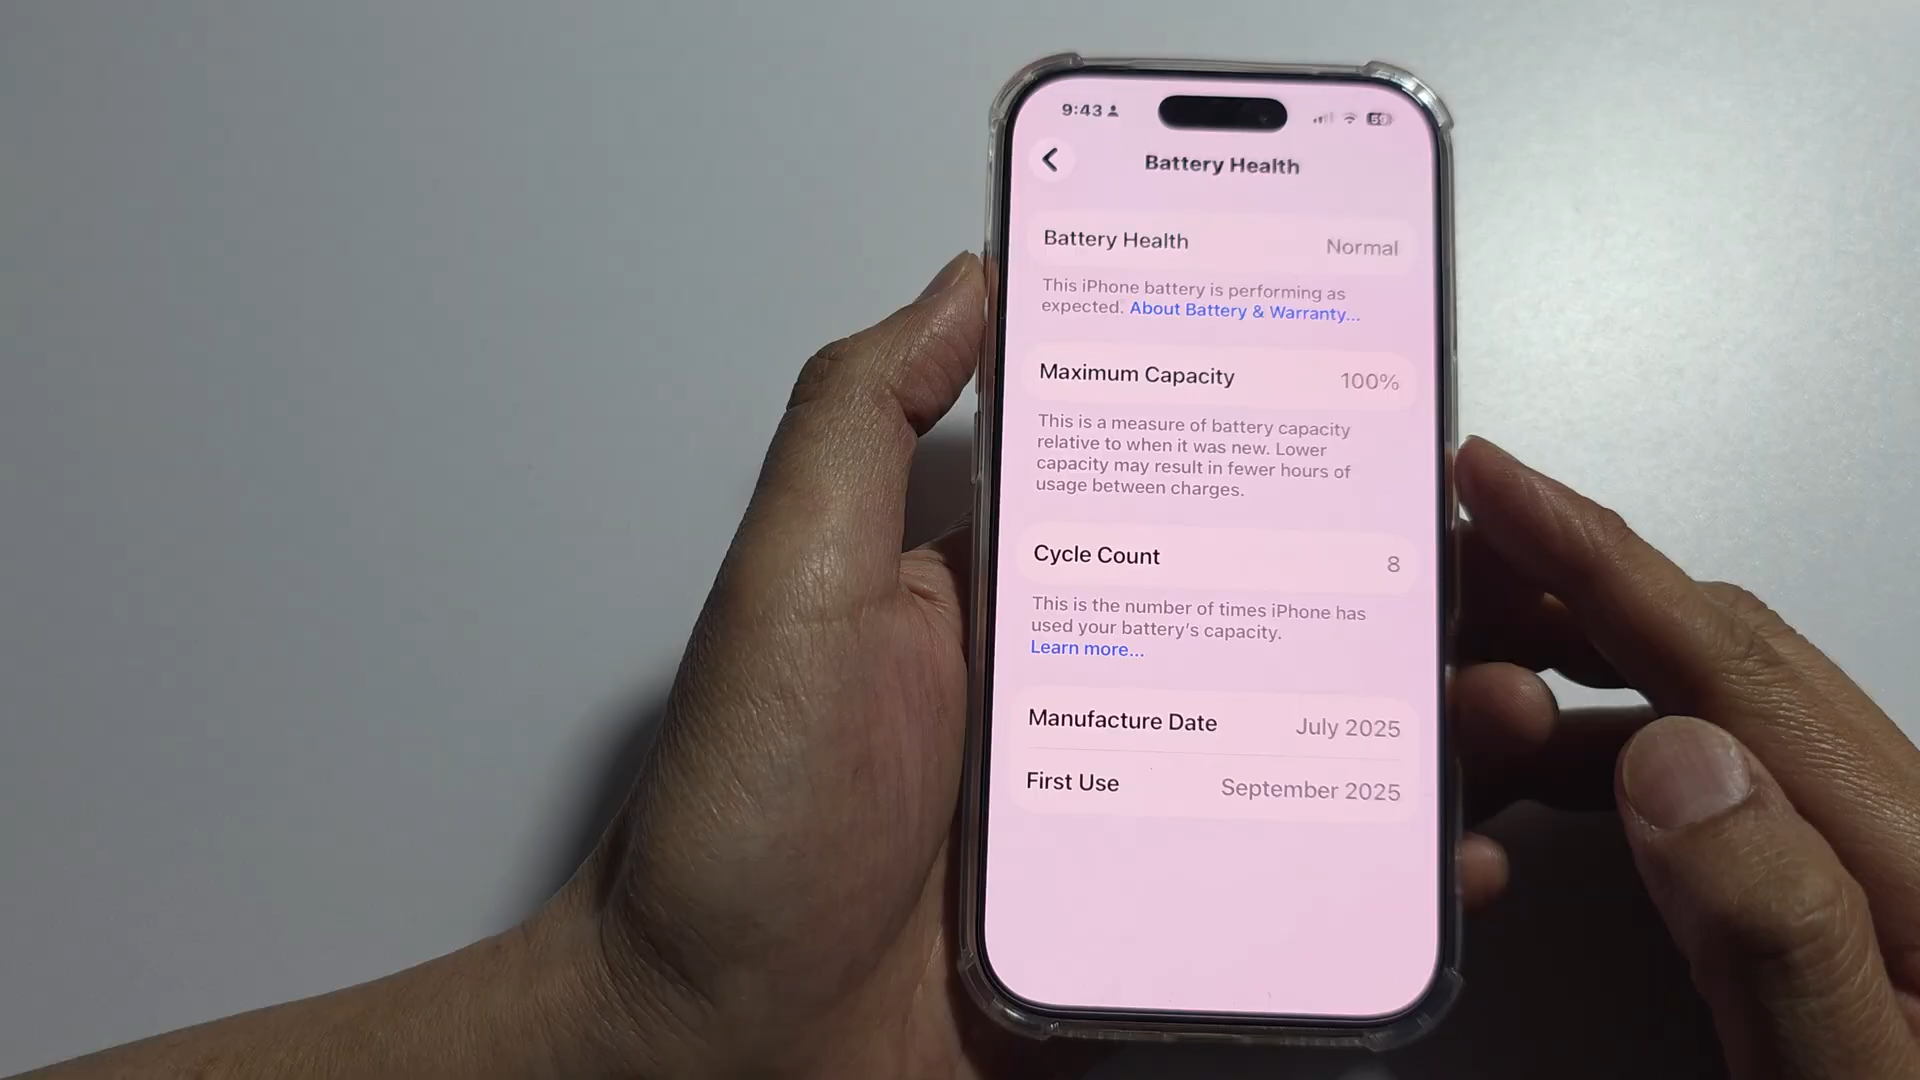 9:43
59
Battery Health
Battery Health Normal
This iPhone battery is performing as
expected. About Battery & Warranty...
Maximum Capacity 100%
This is a measure of battery capacity
relative to when it was new. Lower
capacity may result in fewer hours of
usage between charges.
Cycle Count 8
This is the number of times iPhone has
used your battery's capacity.
Learn more...
Manufacture Date July 2025
First Use September 2025